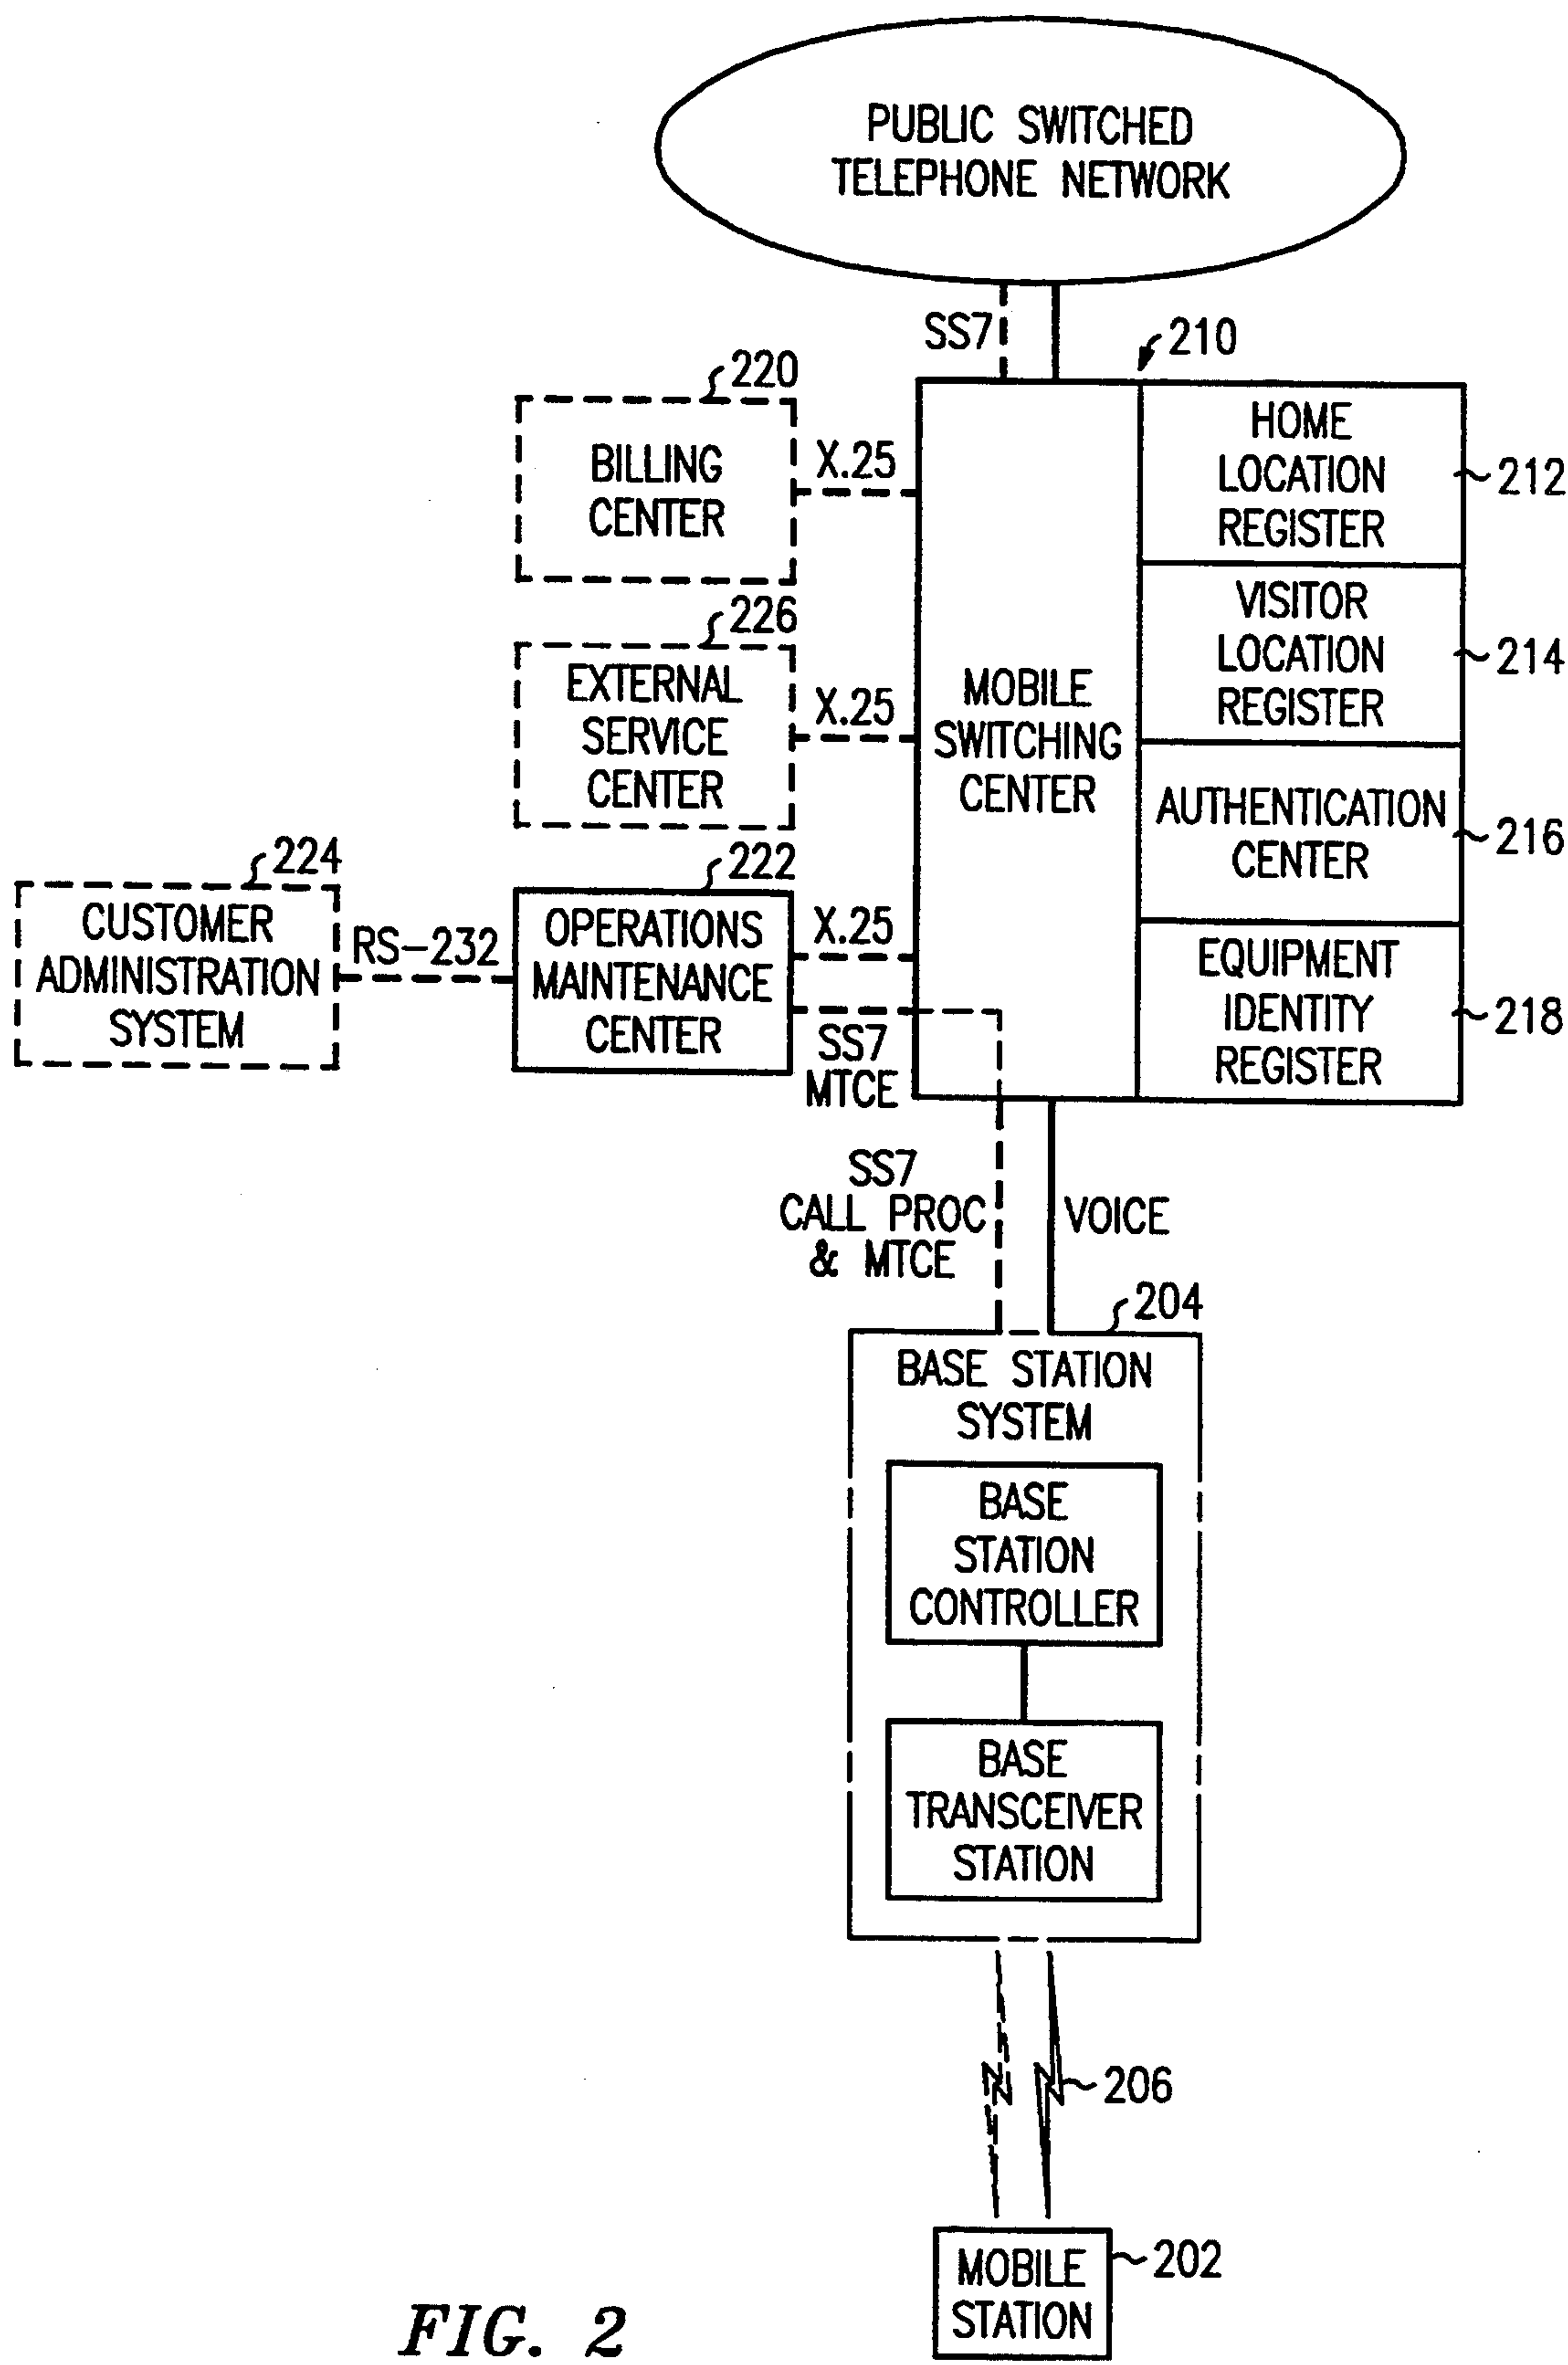 PUBLIC SWITCHED
TELEPHONE NETWORK
SS7
210
220
BILLING
CENTER
X.25
HOME
LOCATION
REGISTER
212
226
EXTERNAL
SERVICE
CENTER
X.25
MOBILE
SWITCHING
CENTER
VISITOR
LOCATION
REGISTER
214
AUTHENTICATION
CENTER
216
224
CUSTOMER
ADMINISTRATION
SYSTEM
RS-232
222
OPERATIONS
MAINTENANCE
CENTER
X.25
SS7
MTCE
EQUIPMENT
IDENTITY
REGISTER
218
SS7
CALL PROC
& MTCE
VOICE
204
BASE STATION
SYSTEM
BASE
STATION
CONTROLLER
BASE
TRANSCEIVER
STATION
206
MOBILE
STATION
202
FIG. 2